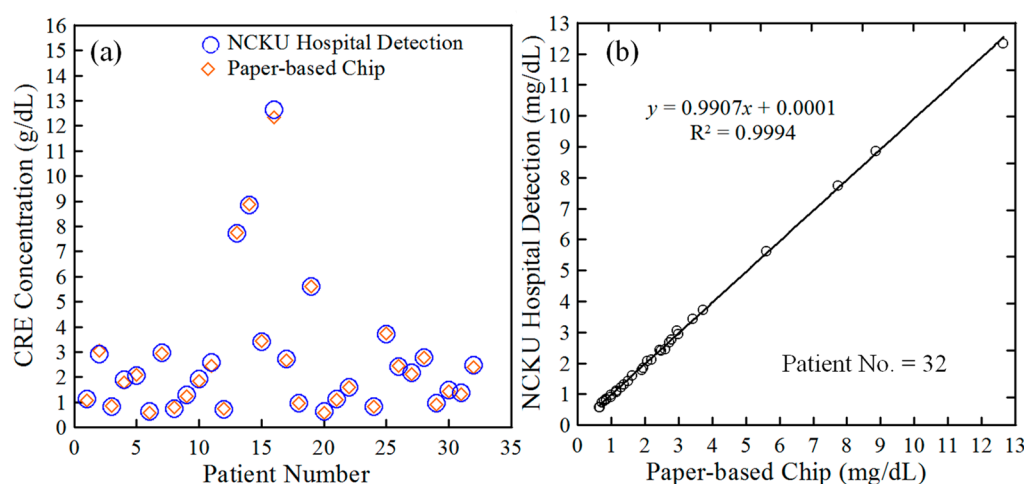 (a)
NCKU Hospital Detection
Paper-based Chip
16
15
14
13
12
11
10
9
8
7
6
5
4
3
2
1
0
CRE Concentration (g/dL)
0 5 10 15 20 25 30 35
Patient Number
(b)
y = 0.9907x + 0.0001
R² = 0.9994
Patient No. = 32
13
12
11
10
9
8
7
6
5
4
3
2
1
0
NCKU Hospital Detection (mg/dL)
0 1 2 3 4 5 6 7 8 9 10 11 12 13
Paper-based Chip (mg/dL)